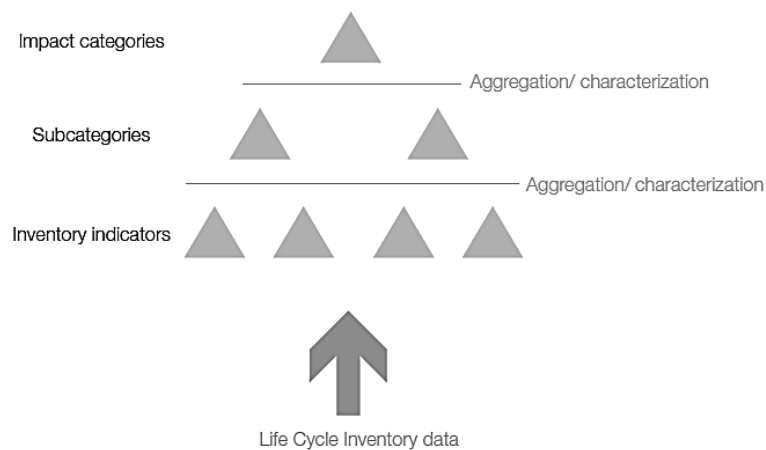 Impact categories
Aggregation/ characterization
Subcategories
Aggregation/ characterization
Inventory indicators
Life Cycle Inventory data